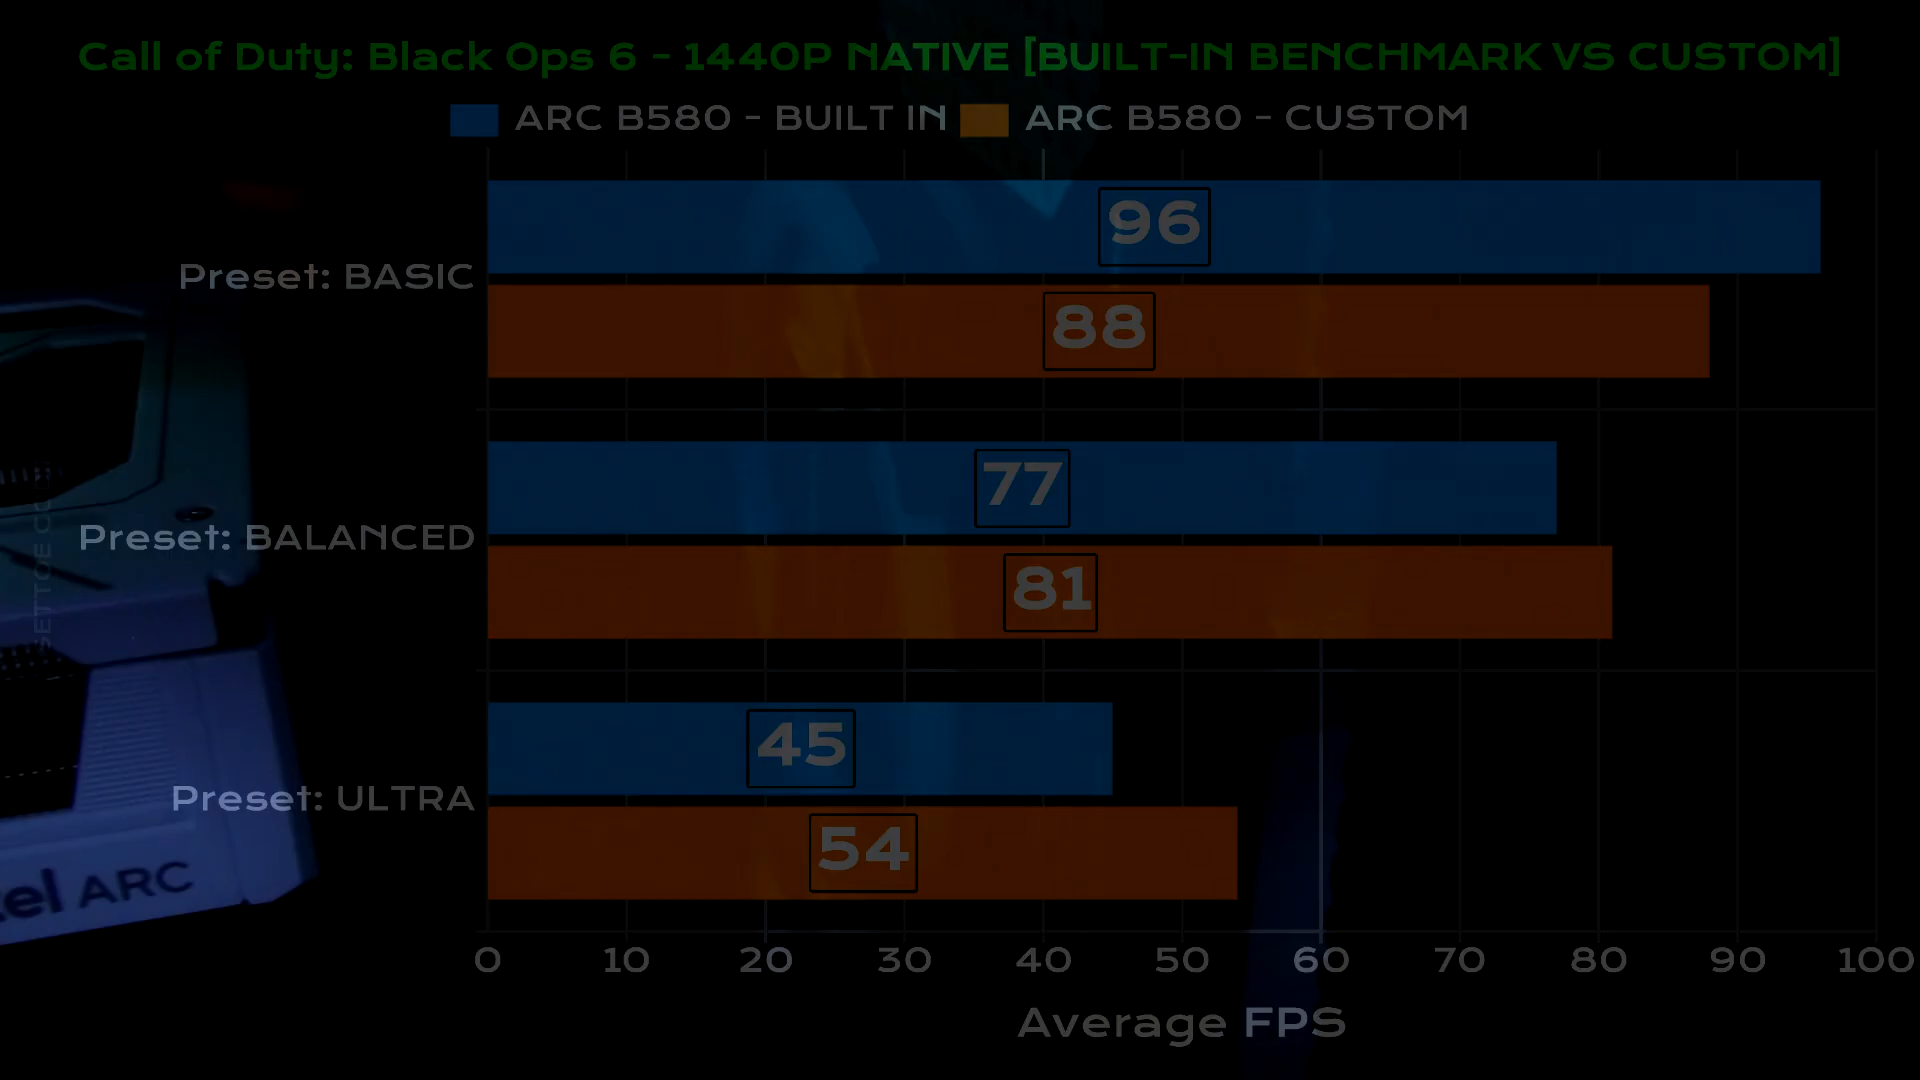 Call of Duty: Black Ops 6 - 1440P NATIVE [BUILT-IN BENCHMARK VS CUSTOM]
ARC B580 - BUILT IN ARC B580 - CUSTOM
Preset: BASIC
96
88
Preset: BALANCED
77
81
Preset: ULTRA
45
54
0 10 20 30 40 50 60 70 80 90 100
Average FPS
ARC